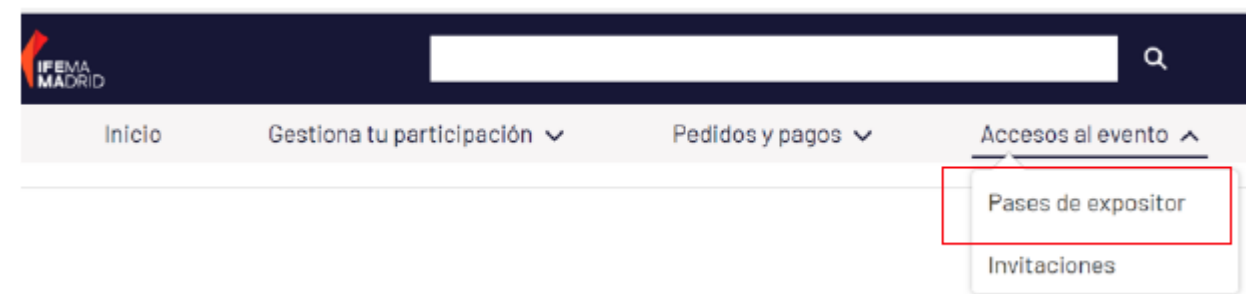 IFEMA
MADRID
Inicio
Gestiona tu participación
Pedidos y pagos
Accesos al evento
Pases de expositor
Invitaciones